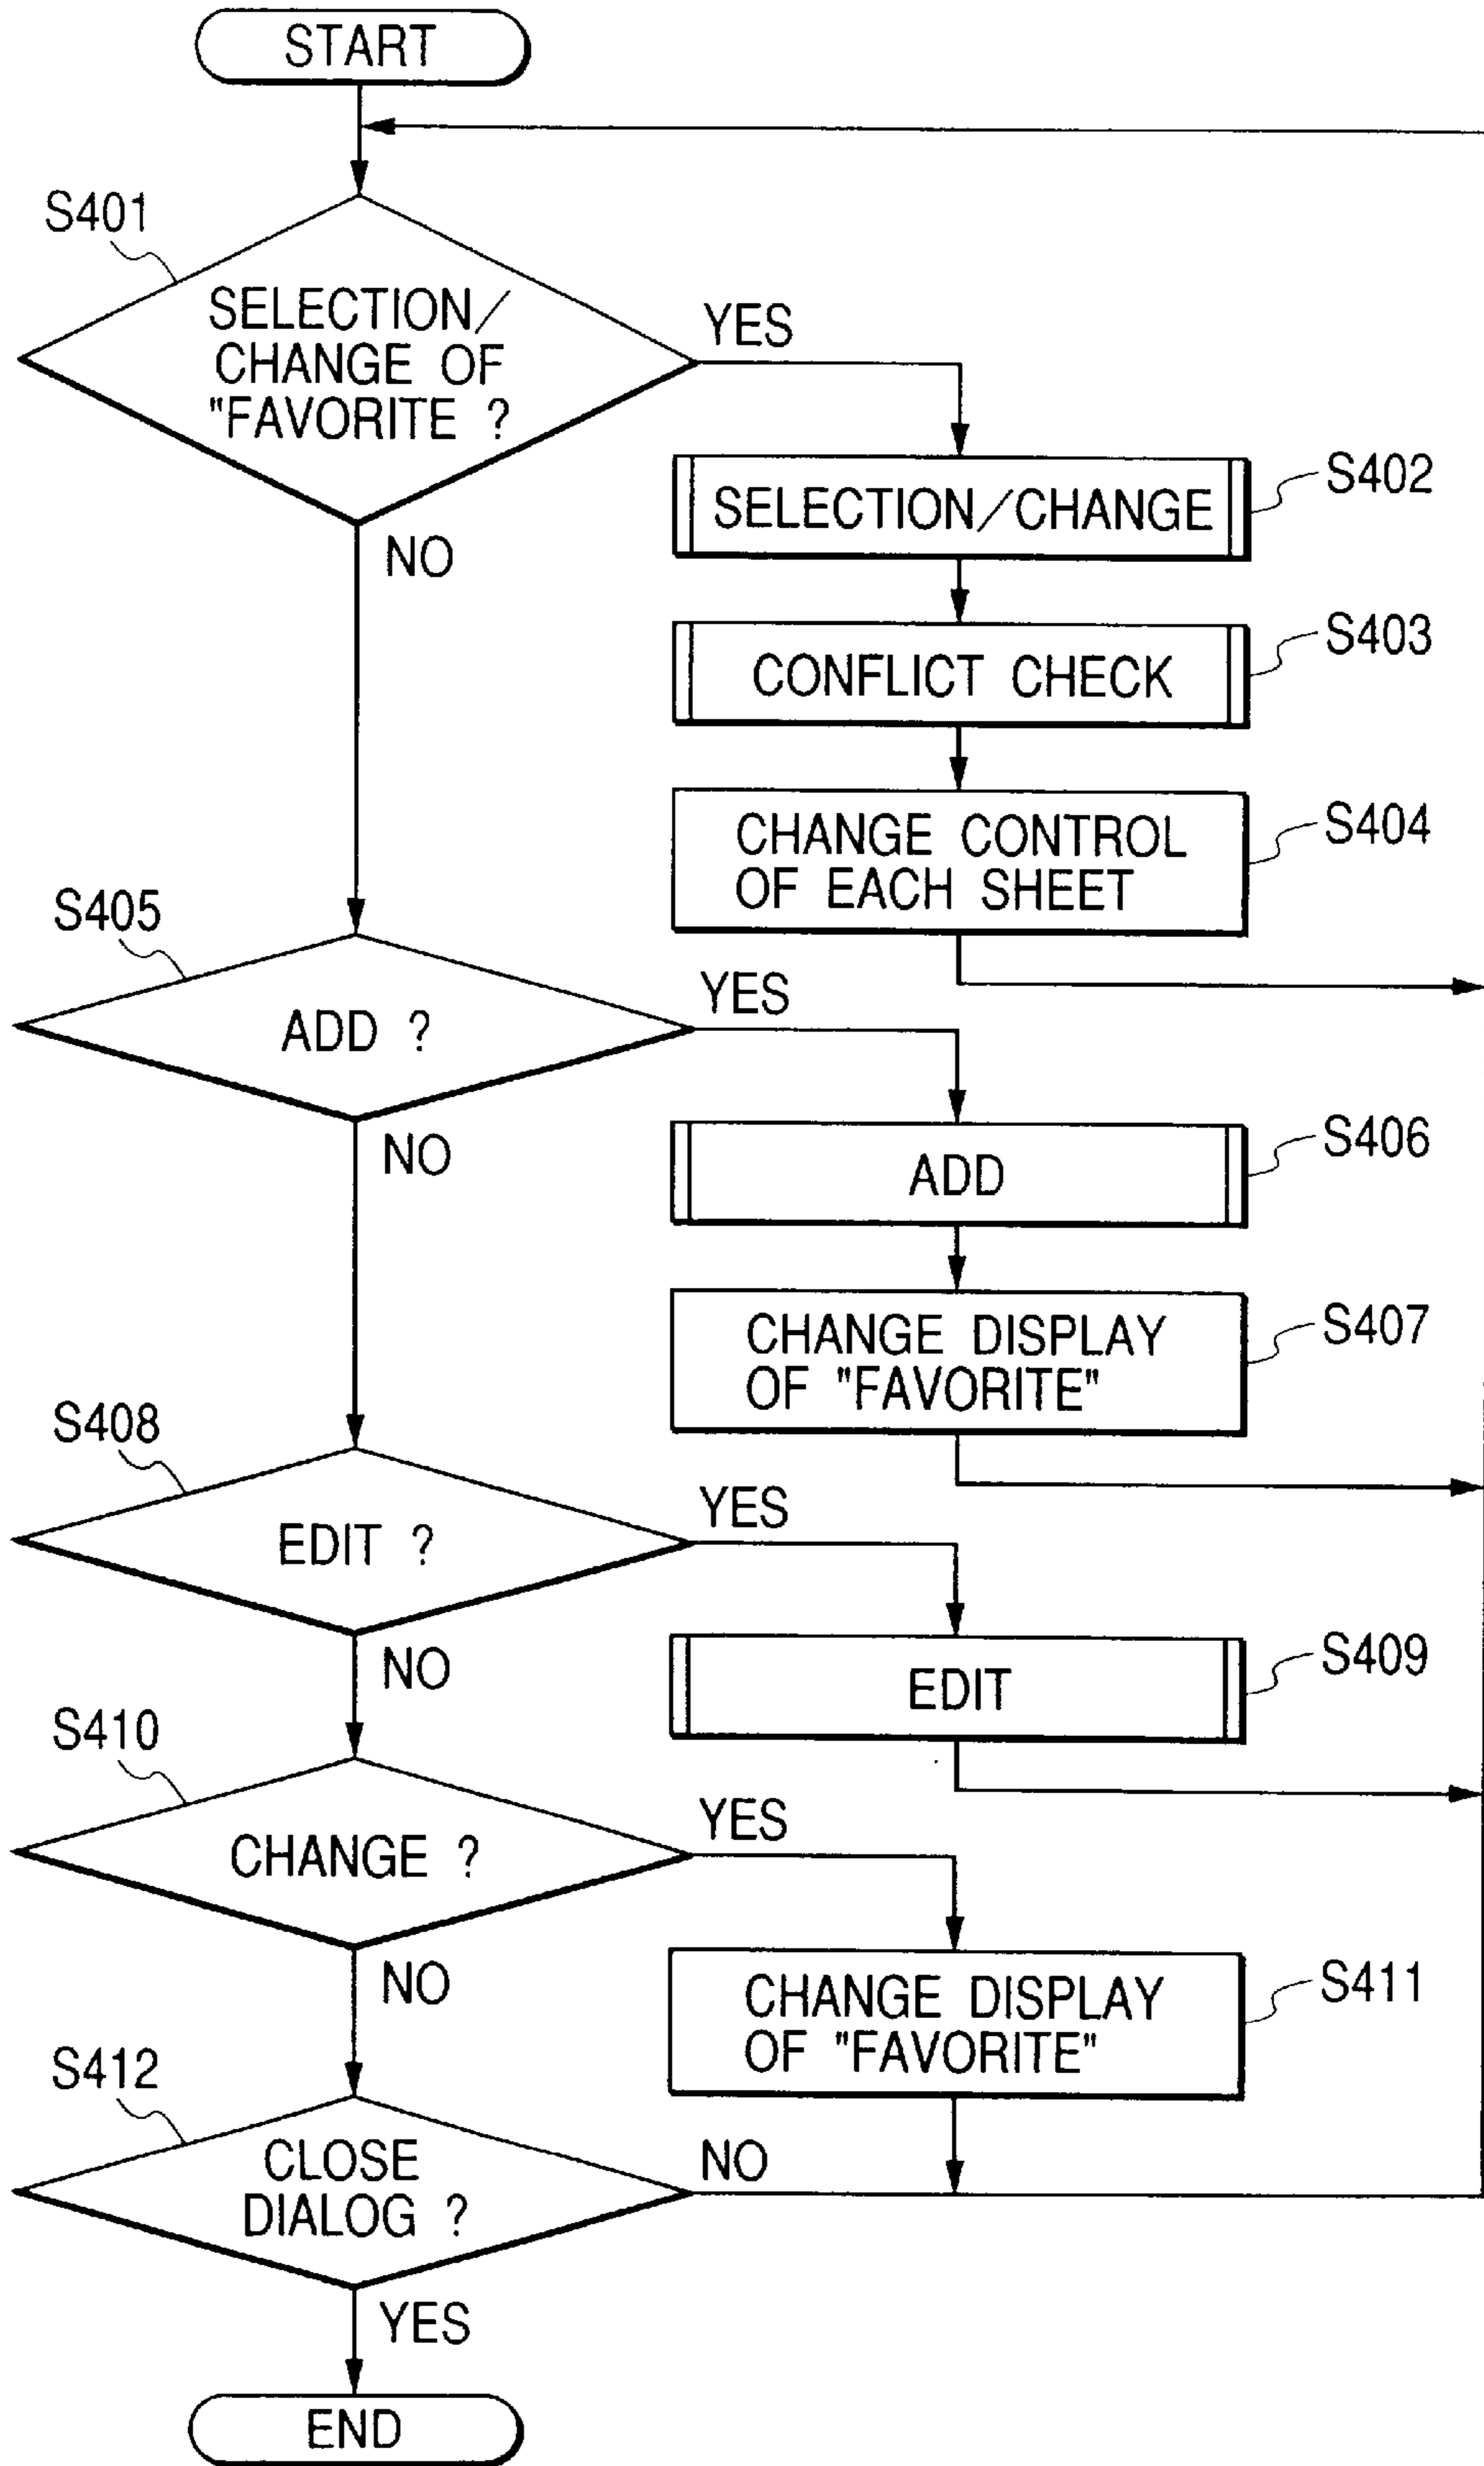 START
S401
SELECTION/
CHANGE OF
"FAVORITE ?
YES
NO
SELECTION/CHANGE
S402
CONFLICT CHECK
S403
CHANGE CONTROL
OF EACH SHEET
S404
S405
ADD ?
YES
NO
ADD
S406
CHANGE DISPLAY
OF "FAVORITE"
S407
S408
EDIT ?
YES
NO
EDIT
S409
S410
CHANGE ?
YES
NO
CHANGE DISPLAY
OF "FAVORITE"
S411
S412
CLOSE
DIALOG ?
NO
YES
END